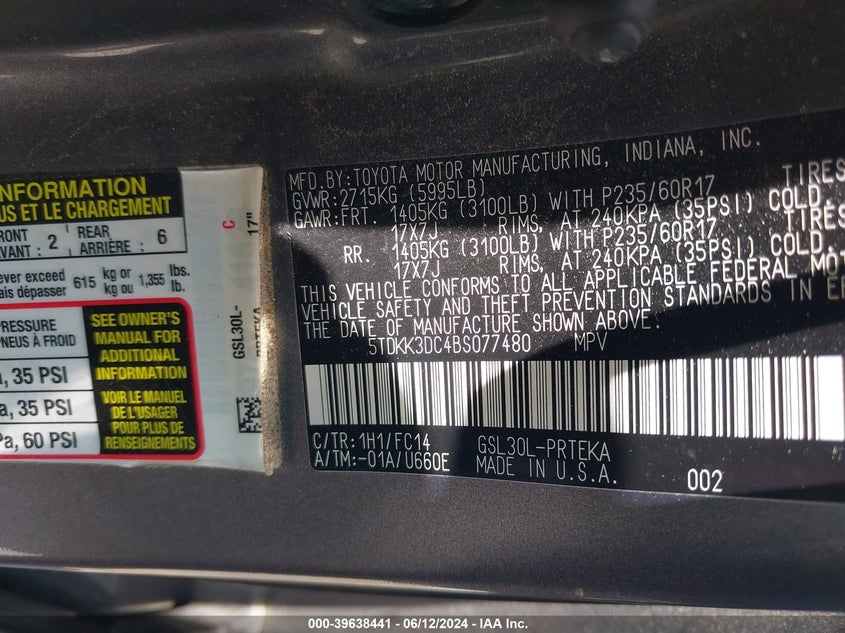 INFORMATION
US ET LE CHARGEMENT
FRONT AVANT : 2 REAR ARRIÈRE : 6
ever exceed 615 kg or 1,355 lbs.
ais dépasser kg ou lb.
PRESSURE
PNEUS À FROID
, 35 PSI
a, 35 PSI
Pa, 60 PSI
SEE OWNER'S
MANUAL FOR
ADDITIONAL
INFORMATION
VOIR LE MANUEL
DE L'USAGER
POUR PLUS DE
RENSEIGNEMENTS
C
17"
GSL30L-
PRTEKA
MFD.BY:TOYOTA MOTOR MANUFACTURING, INDIANA, INC.
GVWR:2715KG (5995LB)
GAWR:FRT. 1405KG (3100LB) WITH P235/60R17 TIRES
17X7J RIMS, AT 240KPA (35PSI) COLD.
RR. 1405KG (3100LB) WITH P235/60R17 TIRES
17X7J RIMS, AT 240KPA (35PSI) COLD.
THIS VEHICLE CONFORMS TO ALL APPLICABLE FEDERAL MOT
VEHICLE SAFETY AND THEFT PREVENTION STANDARDS IN EF
THE DATE OF MANUFACTURE SHOWN ABOVE.
5TDKK3DC4BS077480 MPV
C/TR:1H1/FC14 GSL30L-PRTEKA
A/TM:-01A/U660E MADE IN U.S.A. 002
000-39638441 - 06/12/2024 - IAA Inc.